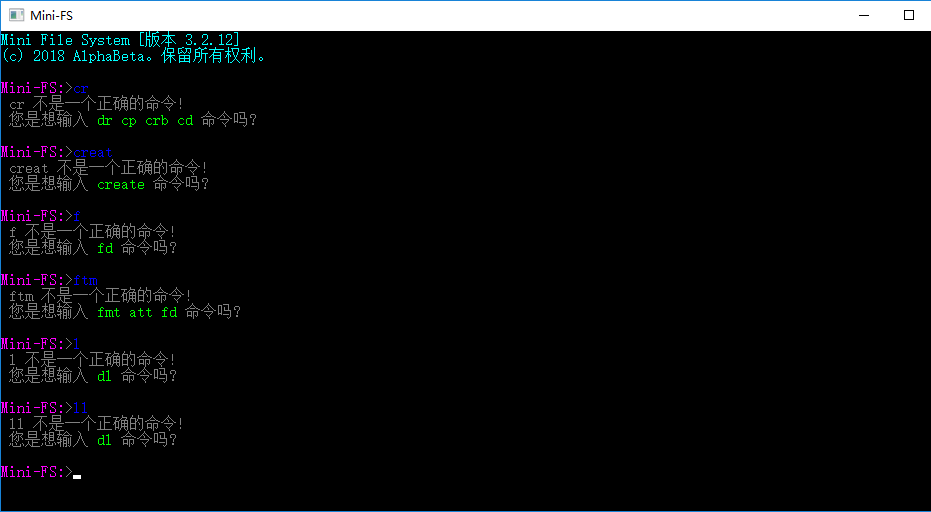 Mini-FS
Mini File System [版本 3.2.12]
(c) 2018 AlphaBeta。保留所有权利。
Mini-FS:>cr
cr 不是一个正确的命令!
您是想输入 dr cp crb cd 命令吗?
Mini-FS:>creat
creat 不是一个正确的命令!
您是想输入 create 命令吗?
Mini-FS:>f
f 不是一个正确的命令!
您是想输入 fd 命令吗?
Mini-FS:>ftm
ftm 不是一个正确的命令!
您是想输入 fmt att fd 命令吗?
Mini-FS:>l
l 不是一个正确的命令!
您是想输入 dl 命令吗?
Mini-FS:>ll
ll 不是一个正确的命令!
您是想输入 dl 命令吗?
Mini-FS:>